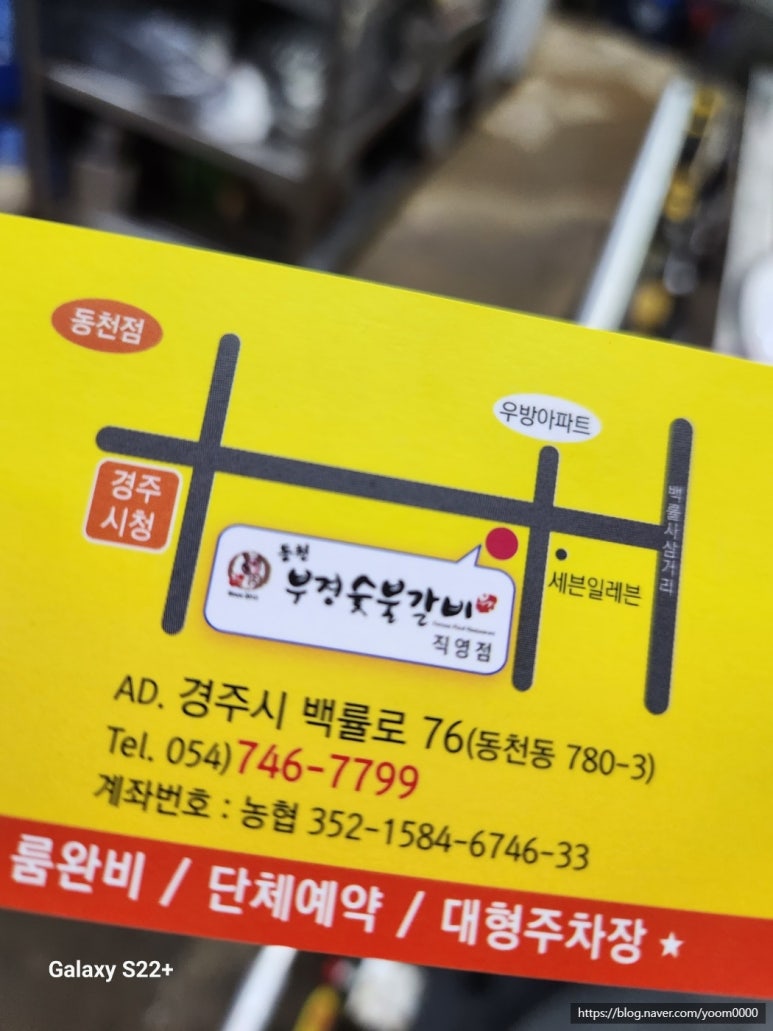 동천점
우방아파트
경주
시청
백률사삼거리
세븐일레븐
동천
부경숯불갈비
Since 2011
직영점
AD. 경주시 백률로 76(동천동 780-3)
Tel. 054)746-7799
계좌번호 : 농협 352-1584-6746-33
룸완비 / 단체예약 / 대형주차장 ★
Galaxy S22+
https://blog.naver.com/yoom0000